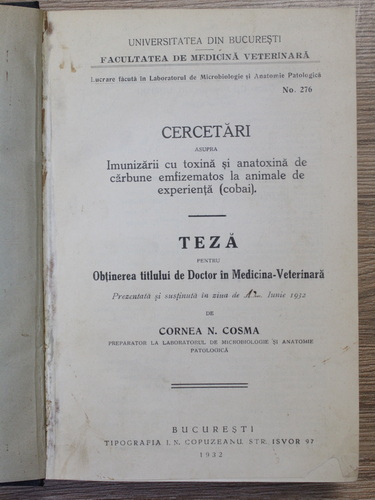 UNIVERSITATEA DIN BUCUREȘTI
FACULTATEA DE MEDICINĂ VETERINARĂ
Lucrare făcută în Laboratorul de Microbiologie și Anatomie Patologică
No. 276
CERCETĂRI
ASUPRA
Imunizării cu toxină și anatoxină de
cărbune emfizematos la animale de
experiență (cobai).
TEZĂ
PENTRU
Obținerea titlului de Doctor în Medicina-Veterinară
Prezentată și susținută în ziua de 12 Iunie 1932
DE
CORNEA N. COSMA
PREPARATOR LA LABORATORUL DE MICROBIOLOGIE ȘI ANATOMIE
PATOLOGICĂ
BUCUREȘTI
TIPOGRAFIA I. N. COPUZEANU, STR. ISVOR 97
1932